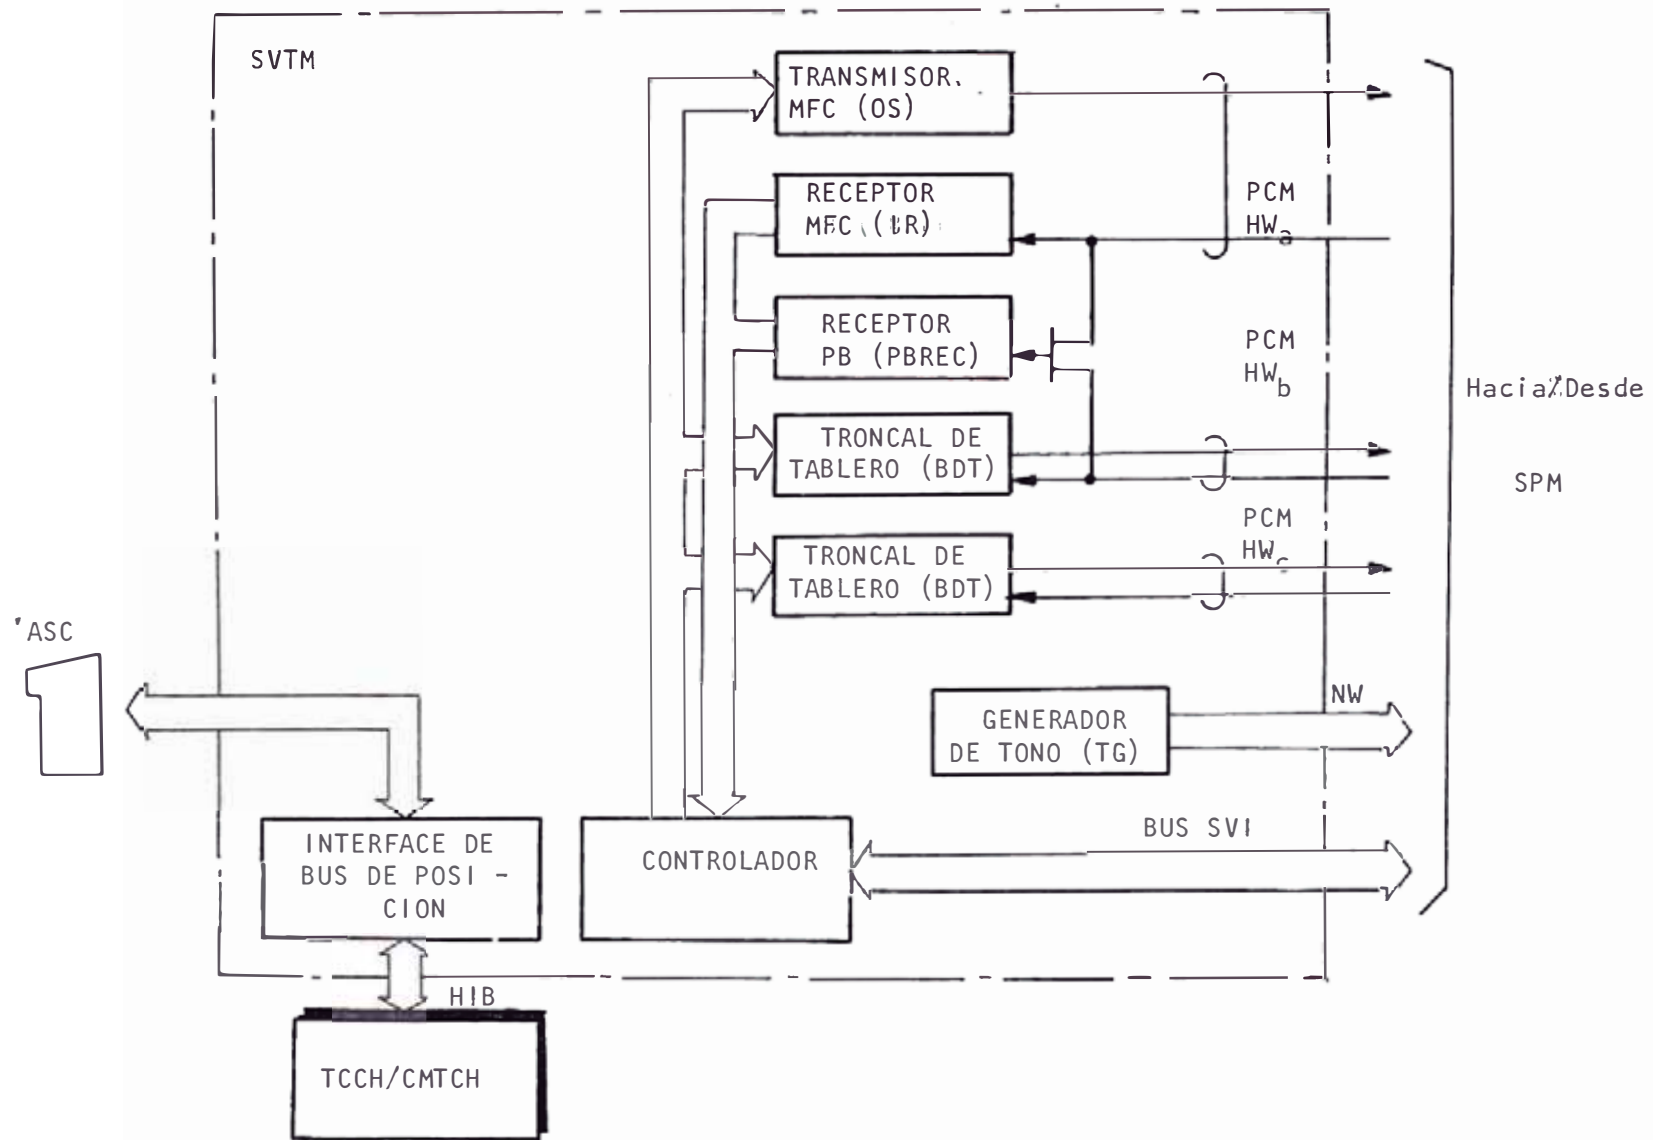 SVTM
TRANSMISOR.
MFC (OS)
RECEPTOR
MFC (IR)
PCM
HWa
RECEPTOR
PB (PBREC)
PCM
HWb
Hacia/Desde
TRONCAL DE
TABLERO (BDT)
SPM
PCM
HWc
TRONCAL DE
TABLERO (BDT)
ASC
NW
GENERADOR
DE TONO (TG)
BUS SVI
INTERFACE DE
BUS DE POSI -
CION
CONTROLADOR
HIB
TCCH/CMTCH